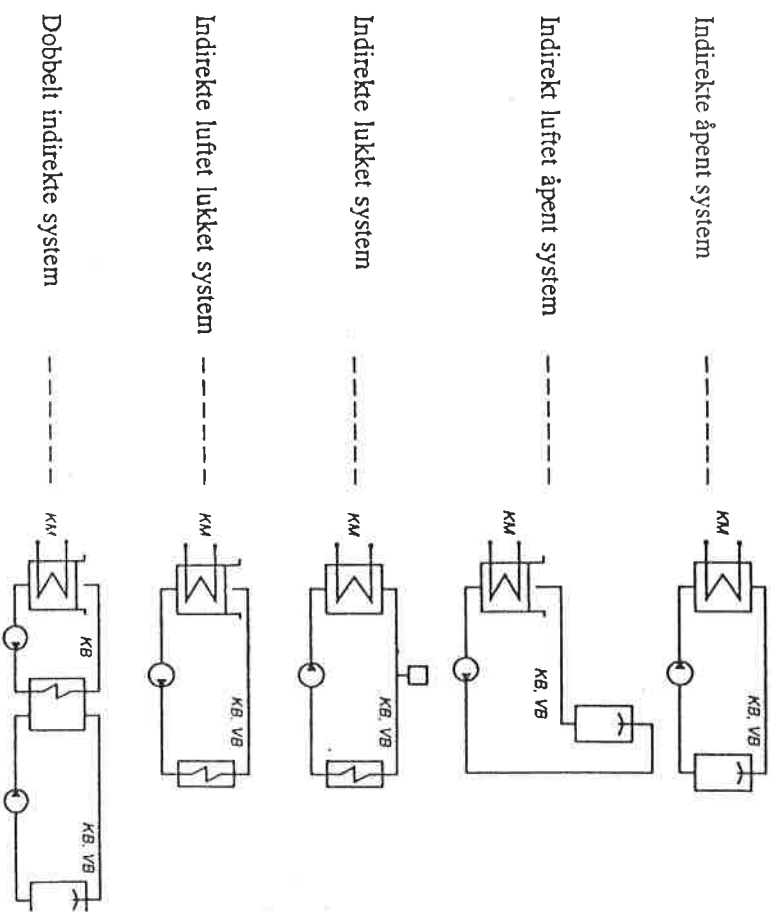 Indirekte åpent system
KM
KB, VB
Indirekt luftet åpent system
KM
KB, VB
Indirekte lukket system
KM
KB, VB
Indirekte luftet lukket system
KM
KB, VB
Dobbelt indirekte system
KM
KB
KB, VB